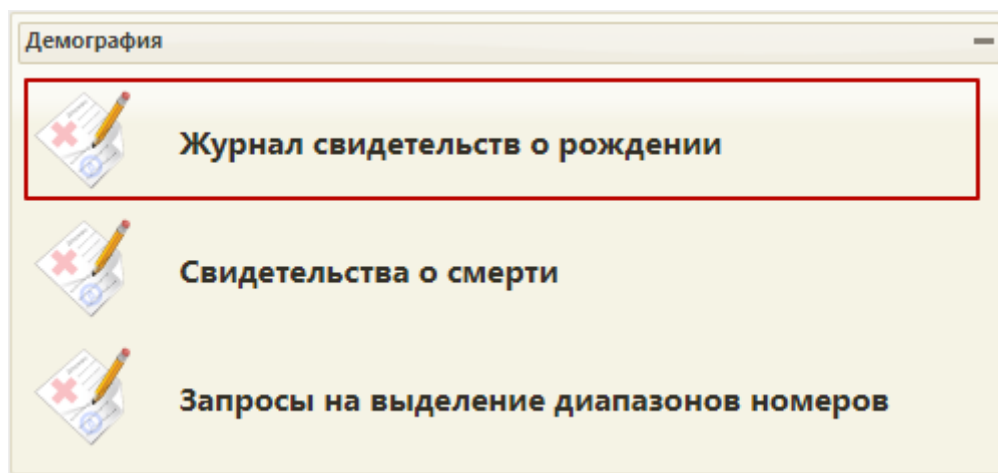 Демография
Журнал свидетельств о рождении
Свидетельства о смерти
Запросы на выделение диапазонов номеров